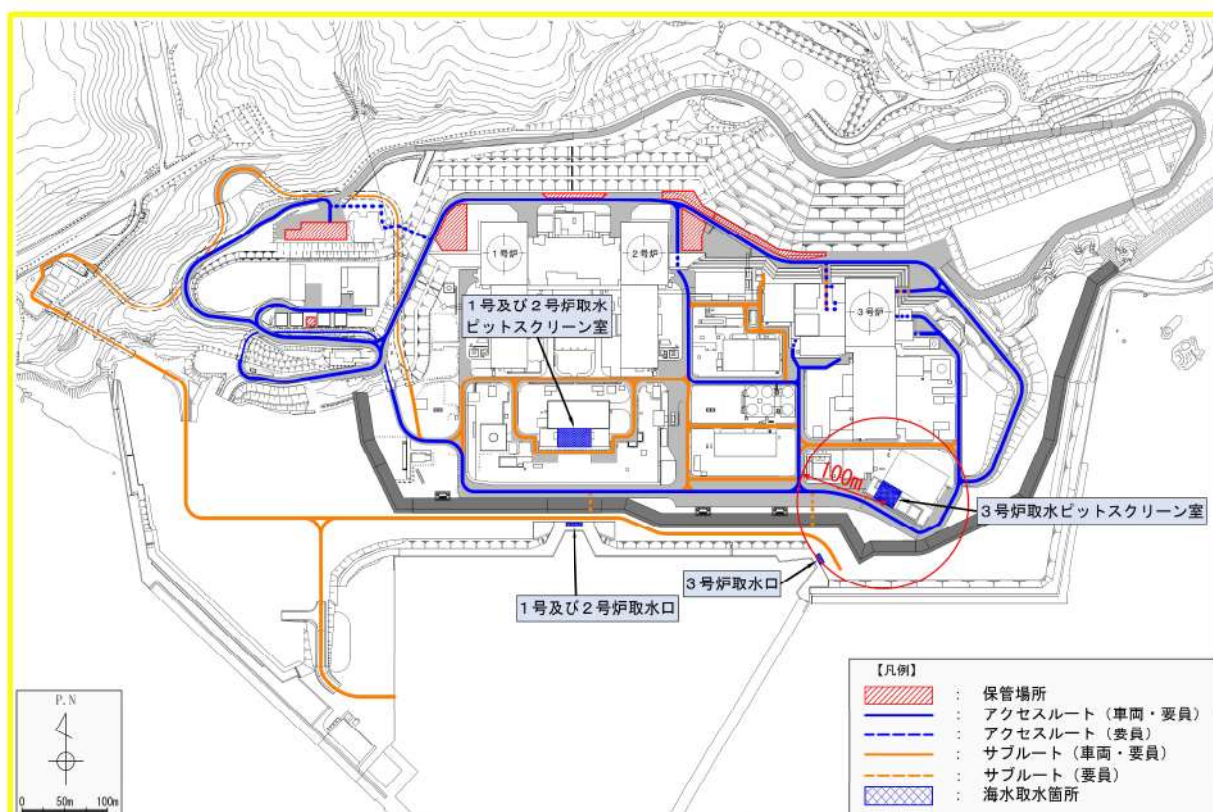 1号炉
2号炉
3号炉
1号及び2号炉取水
ピットスクリーン室
100m
3号炉取水ピットスクリーン室
3号炉取水口
1号及び2号炉取水口
【凡例】
： 保管場所
： アクセスルート（車両・要員）
： アクセスルート（要員）
： サブルート（車両・要員）
： サブルート（要員）
： 海水取水箇所
P.N
0 50m 100m